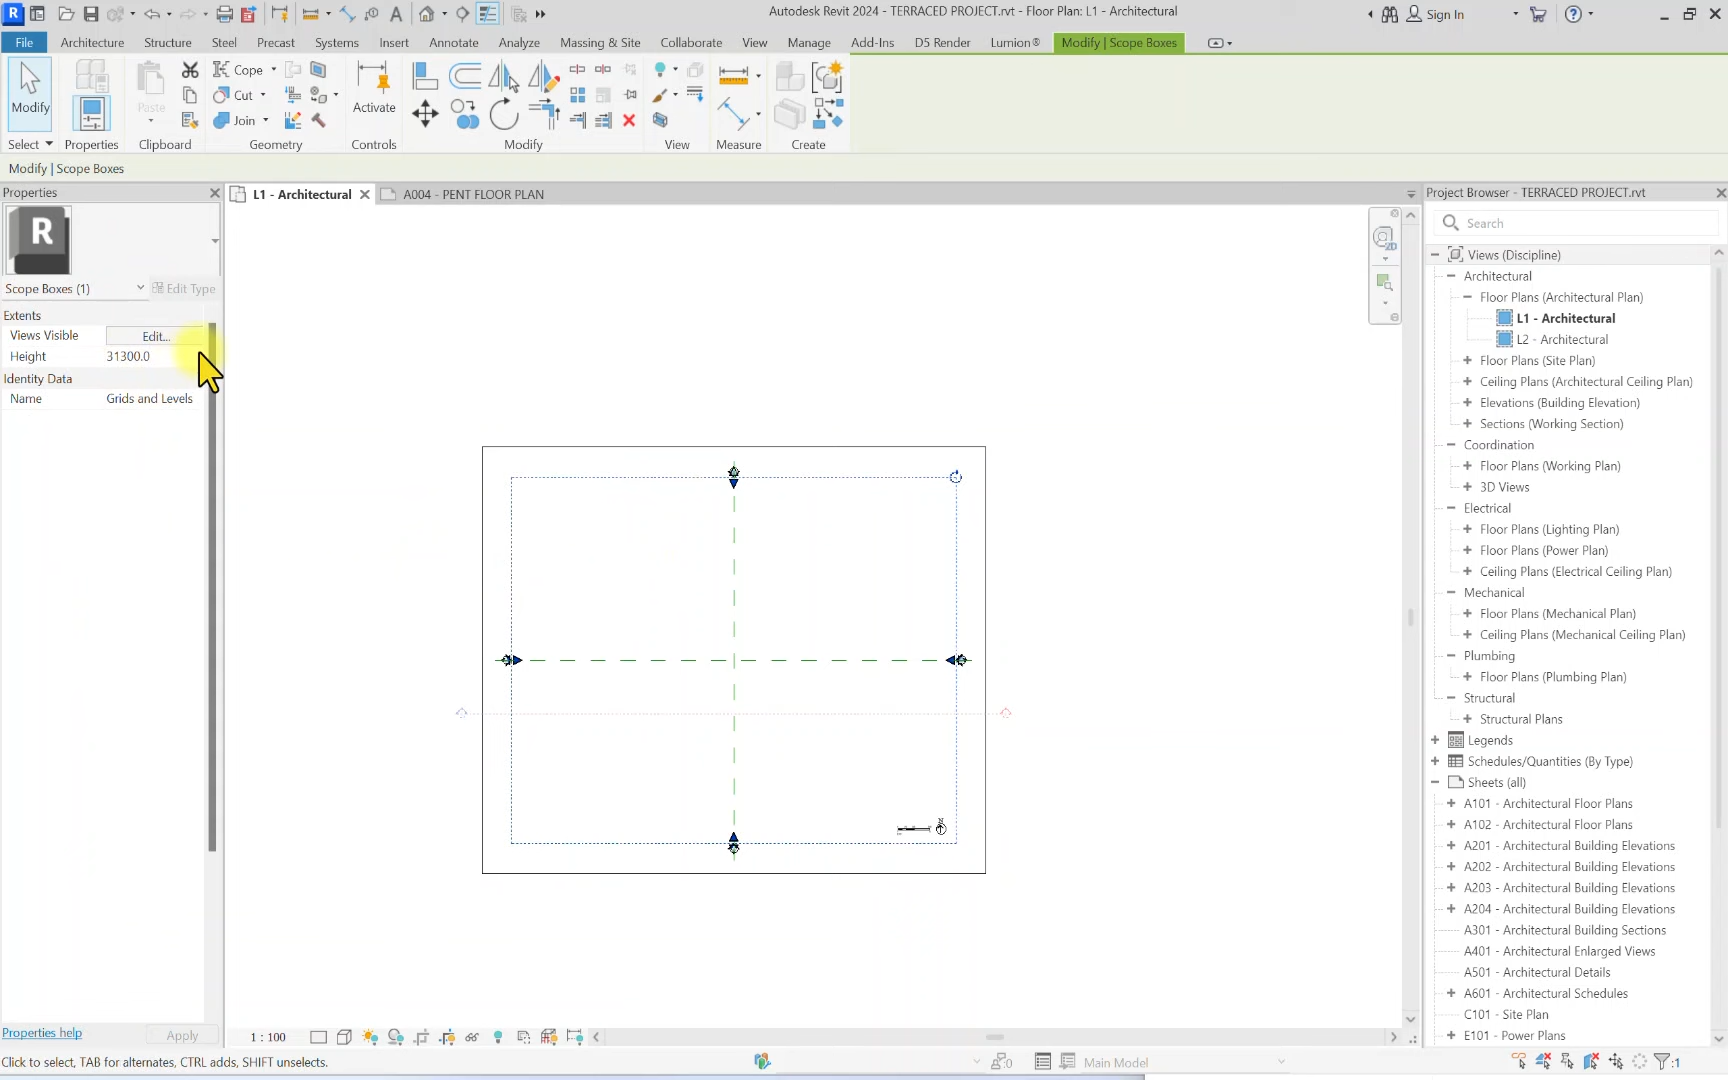 Autodesk Revit 2024 - TERRACED PROJECT.rvt - Floor Plan: L1 - Architectural
Sign In
File Architecture Structure Steel Precast Systems Insert Annotate Analyze Massing & Site Collaborate View Manage Add-Ins D5 Render Lumion® Modify | Scope Boxes
Modify
Paste
Cope
Cut
Join
Activate
Select Properties Clipboard Geometry Controls Modify View Measure Create
Modify | Scope Boxes
Properties
R
Scope Boxes (1)
Edit Type
Extents
Views Visible Edit...
Height 31300.0
Identity Data
Name Grids and Levels
Properties help
Apply
L1 - Architectural
A004 - PENT FLOOR PLAN
2D
1 : 100
Project Browser - TERRACED PROJECT.rvt
Search
Views (Discipline)
Architectural
Floor Plans (Architectural Plan)
L1 - Architectural
L2 - Architectural
Floor Plans (Site Plan)
Ceiling Plans (Architectural Ceiling Plan)
Elevations (Building Elevation)
Sections (Working Section)
Coordination
Floor Plans (Working Plan)
3D Views
Electrical
Floor Plans (Lighting Plan)
Floor Plans (Power Plan)
Ceiling Plans (Electrical Ceiling Plan)
Mechanical
Floor Plans (Mechanical Plan)
Ceiling Plans (Mechanical Ceiling Plan)
Plumbing
Floor Plans (Plumbing Plan)
Structural
Structural Plans
Legends
Schedules/Quantities (By Type)
Sheets (all)
A101 - Architectural Floor Plans
A102 - Architectural Floor Plans
A201 - Architectural Building Elevations
A202 - Architectural Building Elevations
A203 - Architectural Building Elevations
A204 - Architectural Building Elevations
A301 - Architectural Building Sections
A401 - Architectural Enlarged Views
A501 - Architectural Details
A601 - Architectural Schedules
C101 - Site Plan
E101 - Power Plans
Click to select, TAB for alternates, CTRL adds, SHIFT unselects.
:0
Main Model
:1